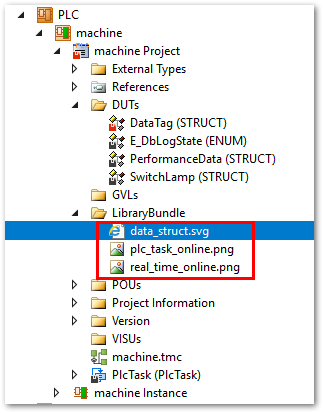 PLC
machine
machine Project
External Types
References
DUTs
DataTag (STRUCT)
E_DbLogState (ENUM)
PerformanceData (STRUCT)
SwitchLamp (STRUCT)
GVLs
LibraryBundle
data_struct.svg
plc_task_online.png
real_time_online.png
POUs
Project Information
Version
VISUs
machine.tmc
PlcTask (PlcTask)
machine Instance